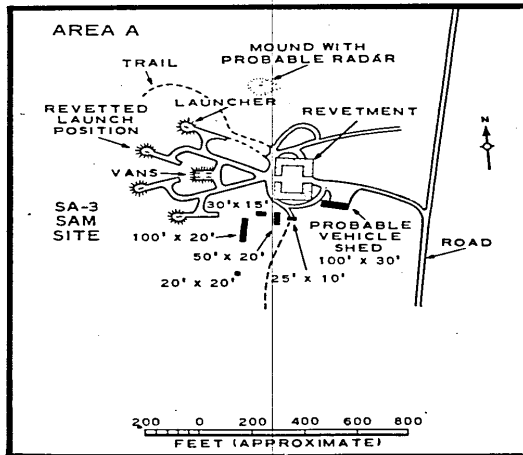 AREA A
MOUND WITH
PROBABLE RADAR
TRAIL
LAUNCHER
REVETTED
LAUNCH
POSITION
REVETMENT
N
VANS
SA-3
SAM
SITE
30' x 15'
100' x 20'
50' x 20'
20' x 20'
25' x 10'
PROBABLE
VEHICLE
SHED
100' x 30'
ROAD
200 0 200 400 600 800
FEET (APPROXIMATE)